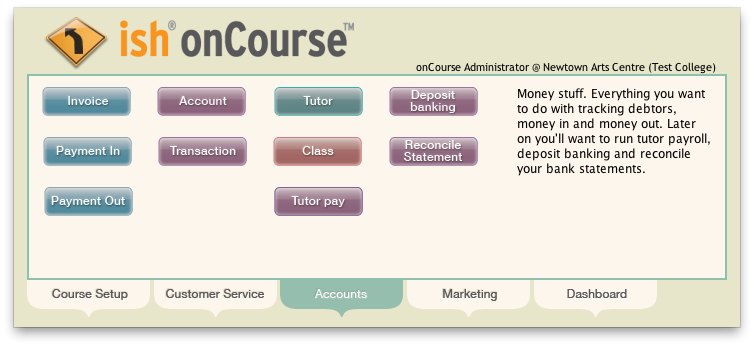 ish® onCourse™
onCourse Administrator @ Newtown Arts Centre (Test College)
Invoice
Account
Tutor
Deposit
banking
Payment In
Transaction
Class
Reconcile
Statement
Payment Out
Tutor pay
Money stuff. Everything you want
to do with tracking debtors,
money in and money out. Later
on you'll want to run tutor payroll,
deposit banking and reconcile
your bank statements.
Course Setup
Customer Service
Accounts
Marketing
Dashboard